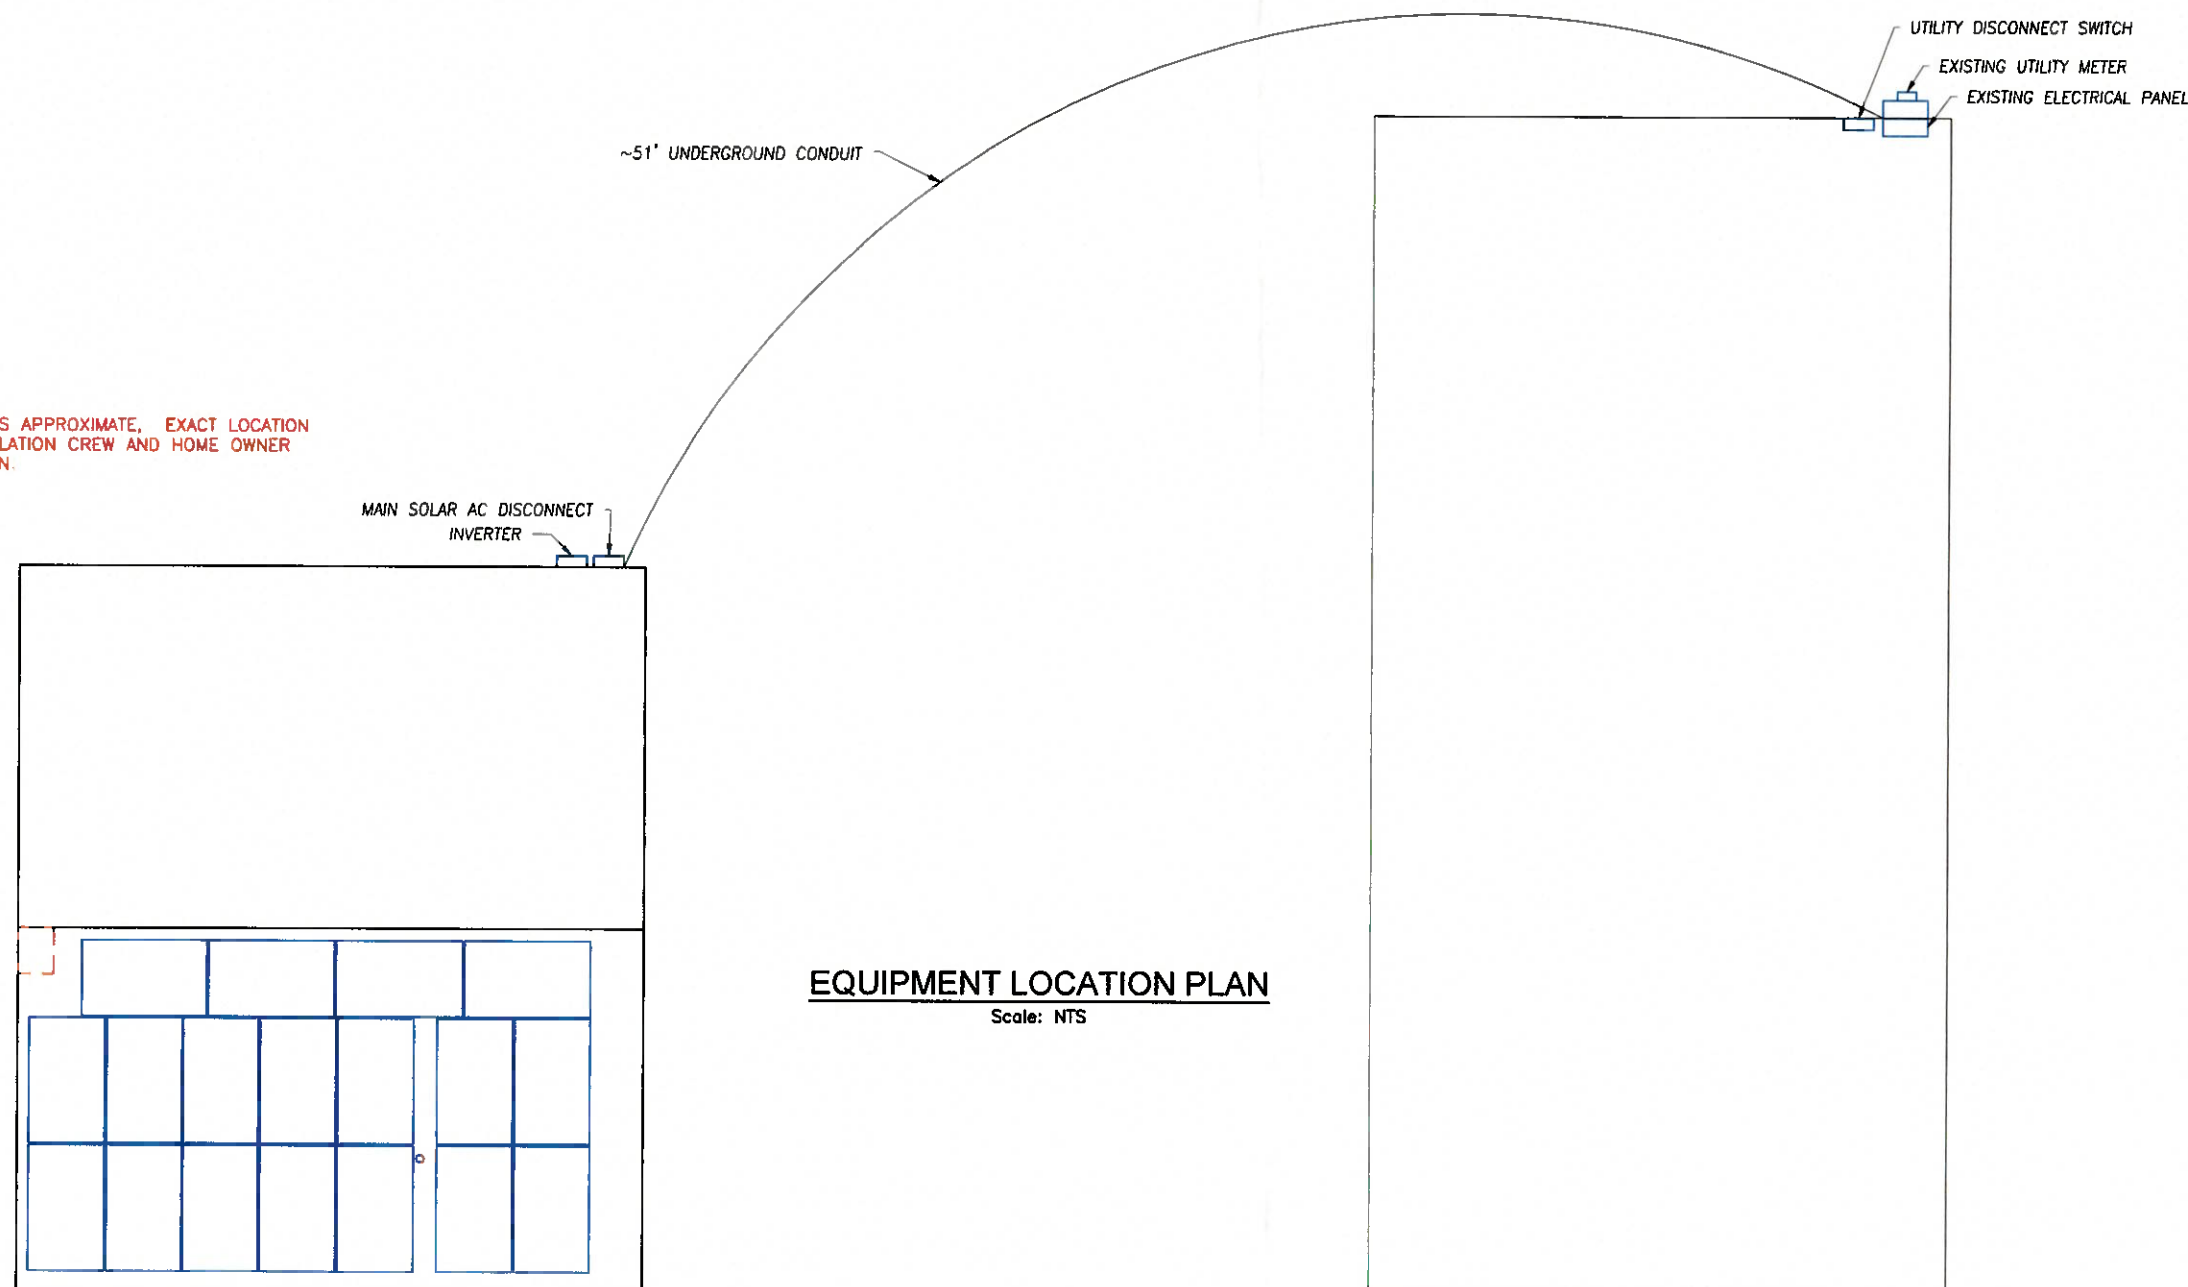 UTILITY DISCONNECT SWITCH
EXISTING UTILITY METER
EXISTING ELECTRICAL PANEL
~51' UNDERGROUND CONDUIT
S APPROXIMATE, EXACT LOCATION
LATION CREW AND HOME OWNER
N.
MAIN SOLAR AC DISCONNECT
INVERTER
EQUIPMENT LOCATION PLAN
Scale: NTS